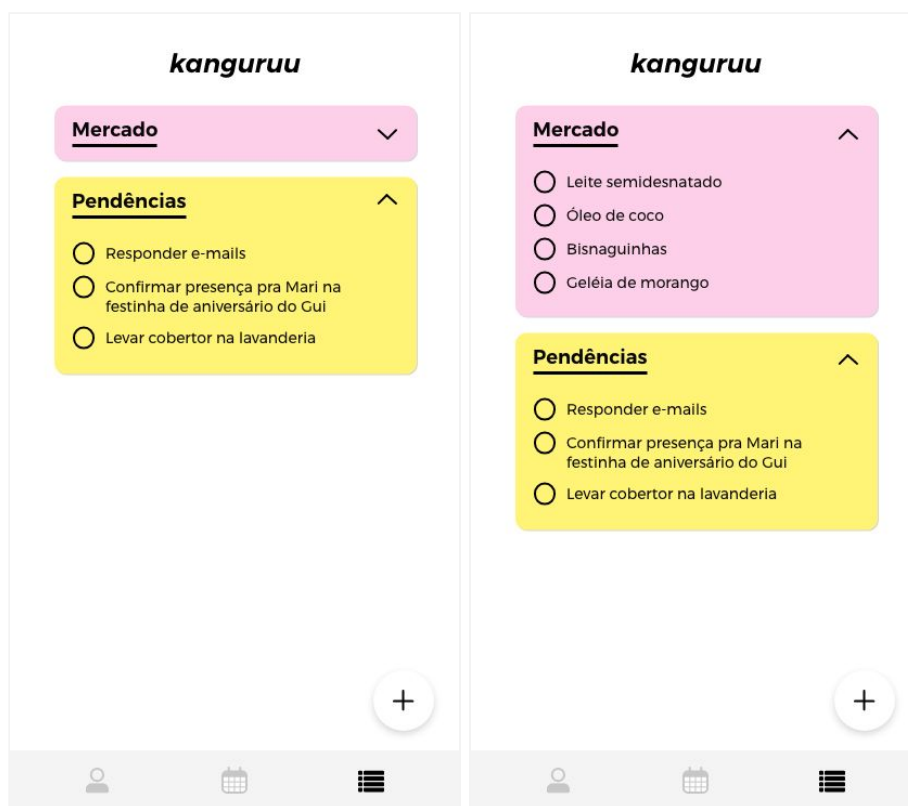 kanguruu
Mercado
Pendências
Responder e-mails
Confirmar presença pra Mari na
festinha de aniversário do Gui
Levar cobertor na lavanderia
kanguruu
Mercado
Leite semidesnatado
Óleo de coco
Bisnaguinhas
Geléia de morango
Pendências
Responder e-mails
Confirmar presença pra Mari na
festinha de aniversário do Gui
Levar cobertor na lavanderia